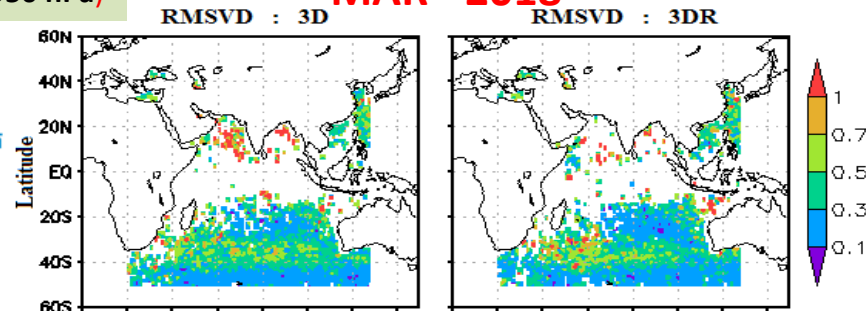 RMSVD : 3D
RMSVD : 3DR
60N
40N
20N
EQ
20S
40S
60S
Latitude
1
0.7
0.5
0.3
0.1